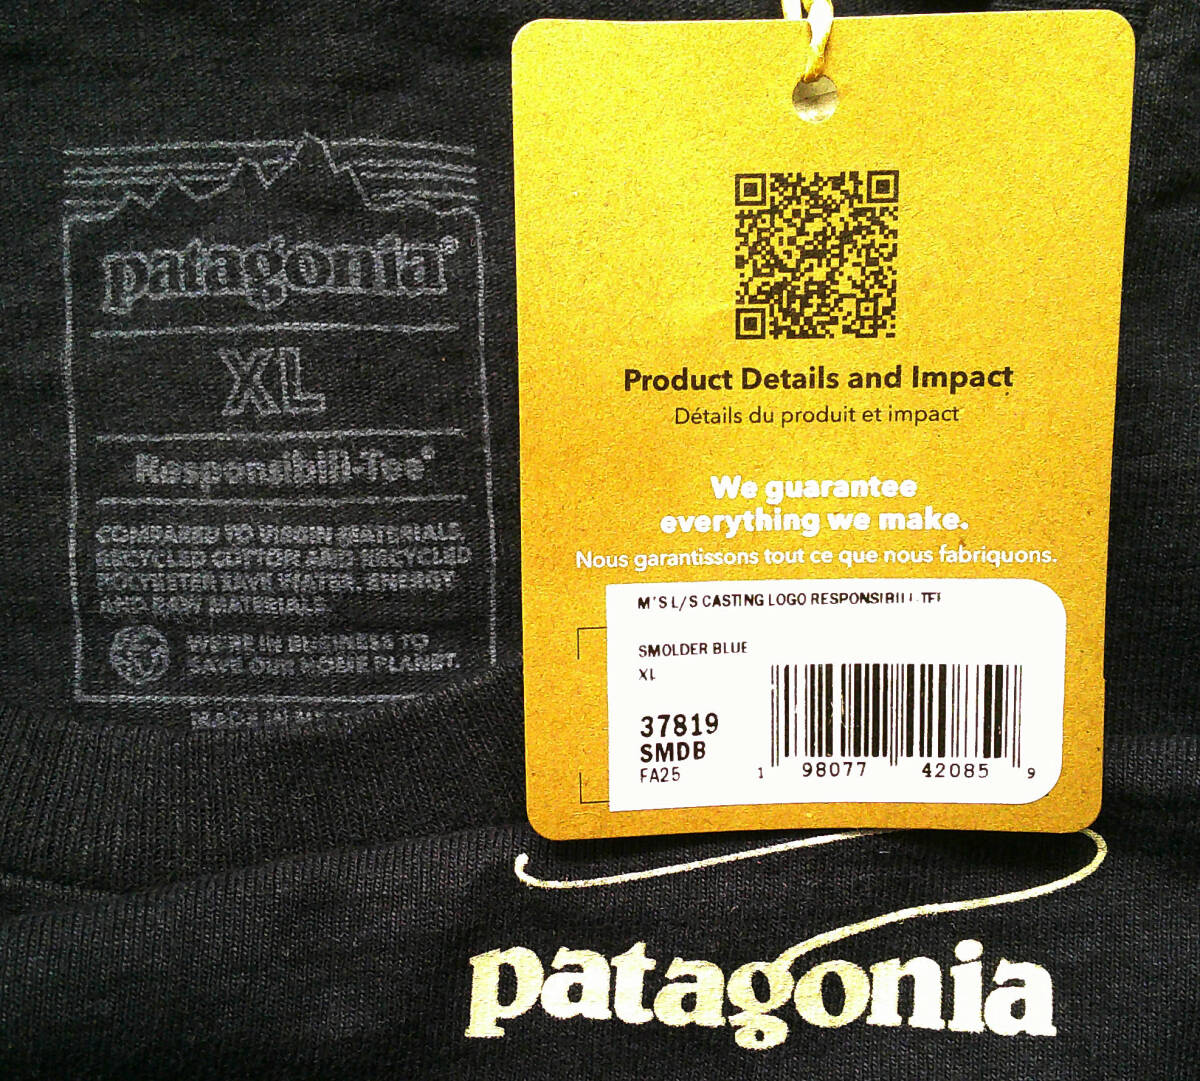 patagonia®
XL
Responsibili-Tee®
COMPARED TO VIRGIN MATERIALS,
RECYCLED COTTON AND RECYCLED
POLYESTER SAVE WATER, ENERGY
AND RAW MATERIALS.
WE'RE IN BUSINESS TO
SAVE OUR HOME PLANET.
MADE IN
Product Details and Impact
Détails du produit et impact
We guarantee
everything we make.
Nous garantissons tout ce que nous fabriquons.
M'S L/S CASTING LOGO RESPONSIBILI-TEE
SMOLDER BLUE
XL
37819
SMDB
FA25
1 98077 42085 9
patagonia